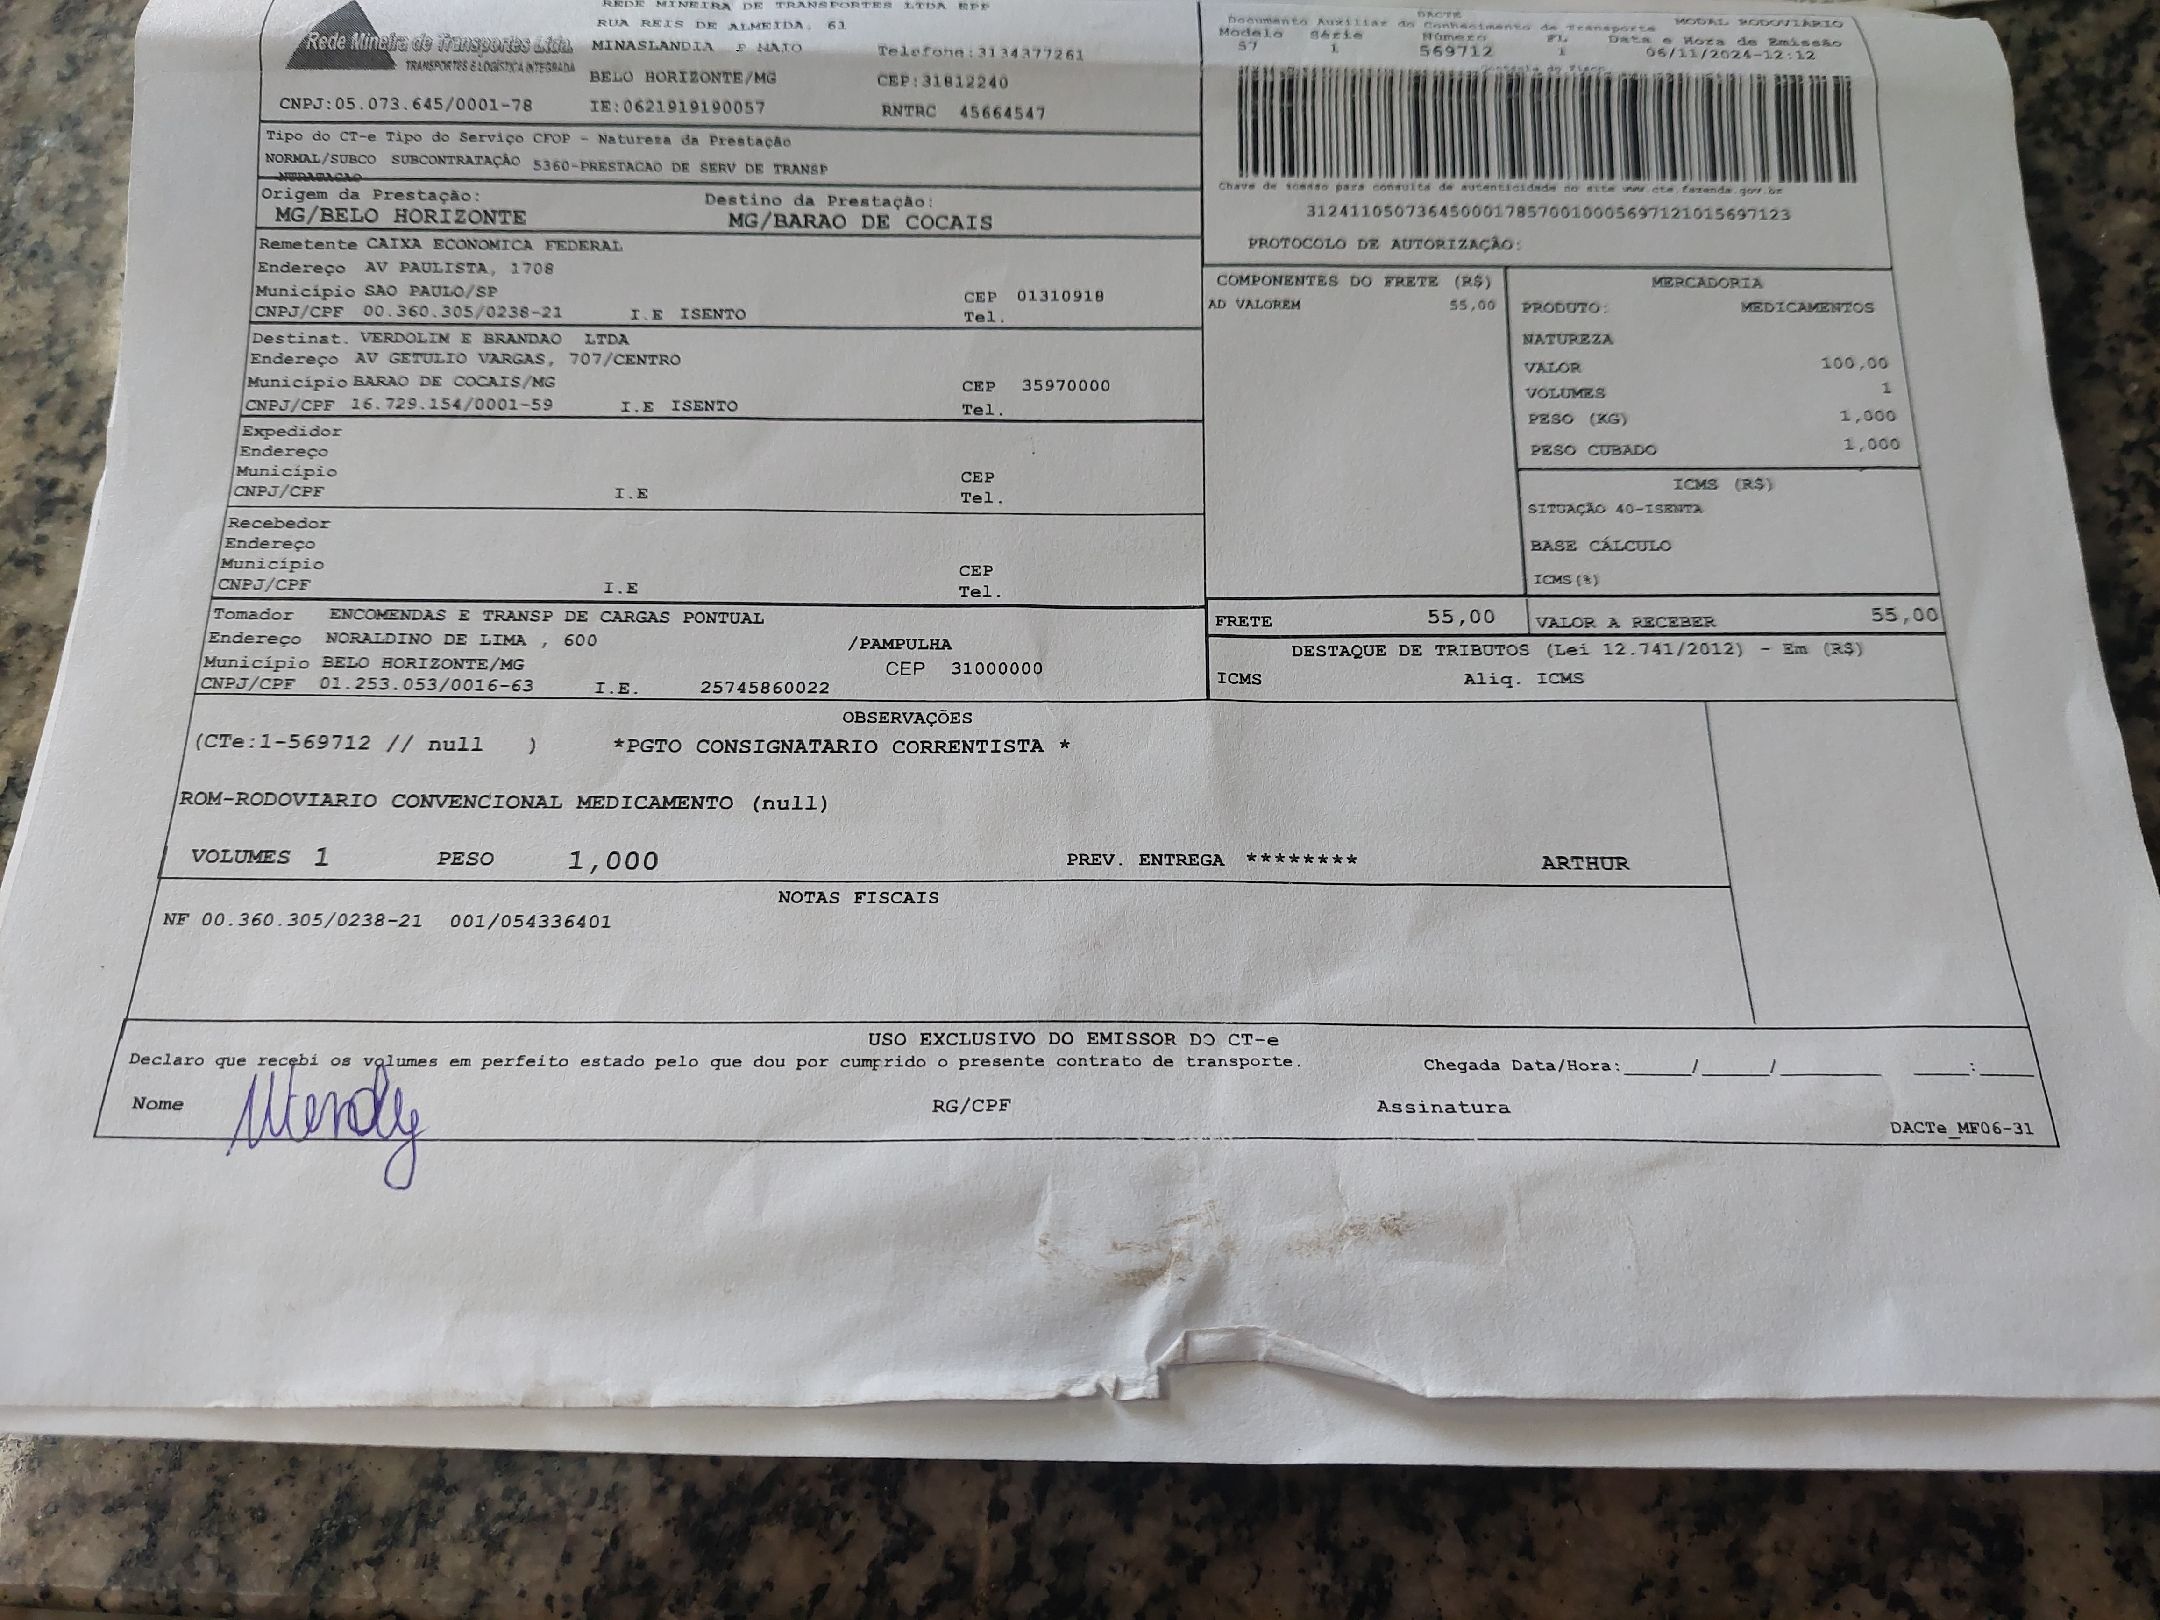 REDE MINEIRA DE TRANSPORTES LTDA EPP
RUA REIS DE ALMEIDA, 61
Rede Mineira de Transportes Ltda.
TRANSPORTES E LOGÍSTICA INTEGRADA
MINASLANDIA P MAIO Telefone:3134377261
BELO HORIZONTE/MG CEP:31812240
CNPJ:05.073.645/0001-78 IE:0621919190057 RNTRC 45664547
DACTE
Documento Auxiliar do Conhecimento de Transporte MODAL RODOVIÁRIO
Modelo Série Número FL Data e Hora de Emissão
57 1 569712 1 06/11/2024-12:12
Controle do Fisco
Chave de acesso para consulta de autenticidade no site www.cte.fazenda.gov.br
31241105073645000178570010005697121015697123
PROTOCOLO DE AUTORIZAÇÃO:
Tipo do CT-e Tipo do Serviço CFOP - Natureza da Prestação
NORMAL/SUBCO SUBCONTRATAÇÃO 5360-PRESTACAO DE SERV DE TRANSP
NTRATACAO
Origem da Prestação: Destino da Prestação:
MG/BELO HORIZONTE MG/BARAO DE COCAIS
Remetente CAIXA ECONOMICA FEDERAL
Endereço AV PAULISTA, 1708
Município SAO PAULO/SP CEP 01310918
CNPJ/CPF 00.360.305/0238-21 I.E ISENTO Tel.
Destinat. VERDOLIM E BRANDAO LTDA
Endereço AV GETULIO VARGAS, 707/CENTRO
Município BARAO DE COCAIS/MG CEP 35970000
CNPJ/CPF 16.729.154/0001-59 I.E ISENTO Tel.
Expedidor
Endereço
Município CEP
CNPJ/CPF I.E Tel.
Recebedor
Endereço
Município CEP
CNPJ/CPF I.E Tel.
Tomador ENCOMENDAS E TRANSP DE CARGAS PONTUAL
Endereço NORALDINO DE LIMA , 600 /PAMPULHA
Município BELO HORIZONTE/MG CEP 31000000
CNPJ/CPF 01.253.053/0016-63 I.E. 25745860022
COMPONENTES DO FRETE (R$)
AD VALOREM 55,00
MERCADORIA
PRODUTO: MEDICAMENTOS
NATUREZA
VALOR 100,00
VOLUMES 1
PESO (KG) 1,000
PESO CUBADO 1,000
ICMS (R$)
SITUAÇÃO 40-ISENTA
BASE CÁLCULO
ICMS(%)
FRETE 55,00 VALOR A RECEBER 55,00
DESTAQUE DE TRIBUTOS (Lei 12.741/2012) - Em (R$)
ICMS Aliq. ICMS
OBSERVAÇÕES
(CTe:1-569712 // null ) *PGTO CONSIGNATARIO CORRENTISTA *
ROM-RODOVIARIO CONVENCIONAL MEDICAMENTO (null)
VOLUMES 1 PESO 1,000 PREV. ENTREGA ******** ARTHUR
NOTAS FISCAIS
NF 00.360.305/0238-21 001/054336401
USO EXCLUSIVO DO EMISSOR DO CT-e
Declaro que recebi os volumes em perfeito estado pelo que dou por cumprido o presente contrato de transporte. Chegada Data/Hora:_____/_____/________ ____:____
Nome Wendy RG/CPF Assinatura
DACTe_MF06-31